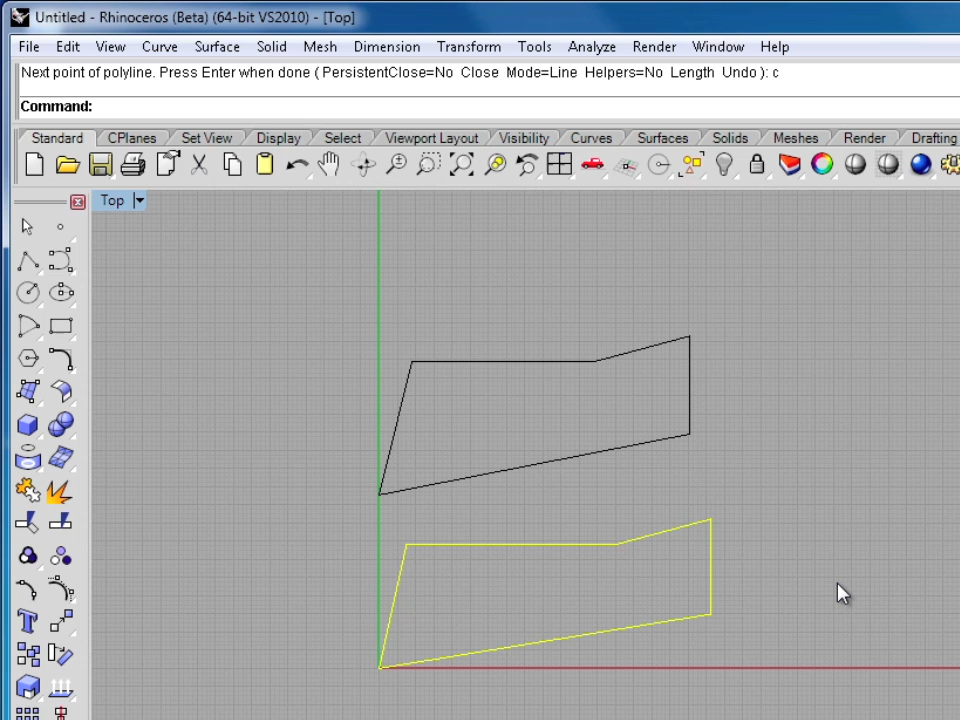 Untitled - Rhinoceros (Beta) (64-bit VS2010) - [Top]
File Edit View Curve Surface Solid Mesh Dimension Transform Tools Analyze Render Window Help
Next point of polyline. Press Enter when done ( PersistentClose=No Close Mode=Line Helpers=No Length Undo ): c
Command:
Standard CPlanes Set View Display Select Viewport Layout Visibility Curves Surfaces Solids Meshes Render Drafting
Top